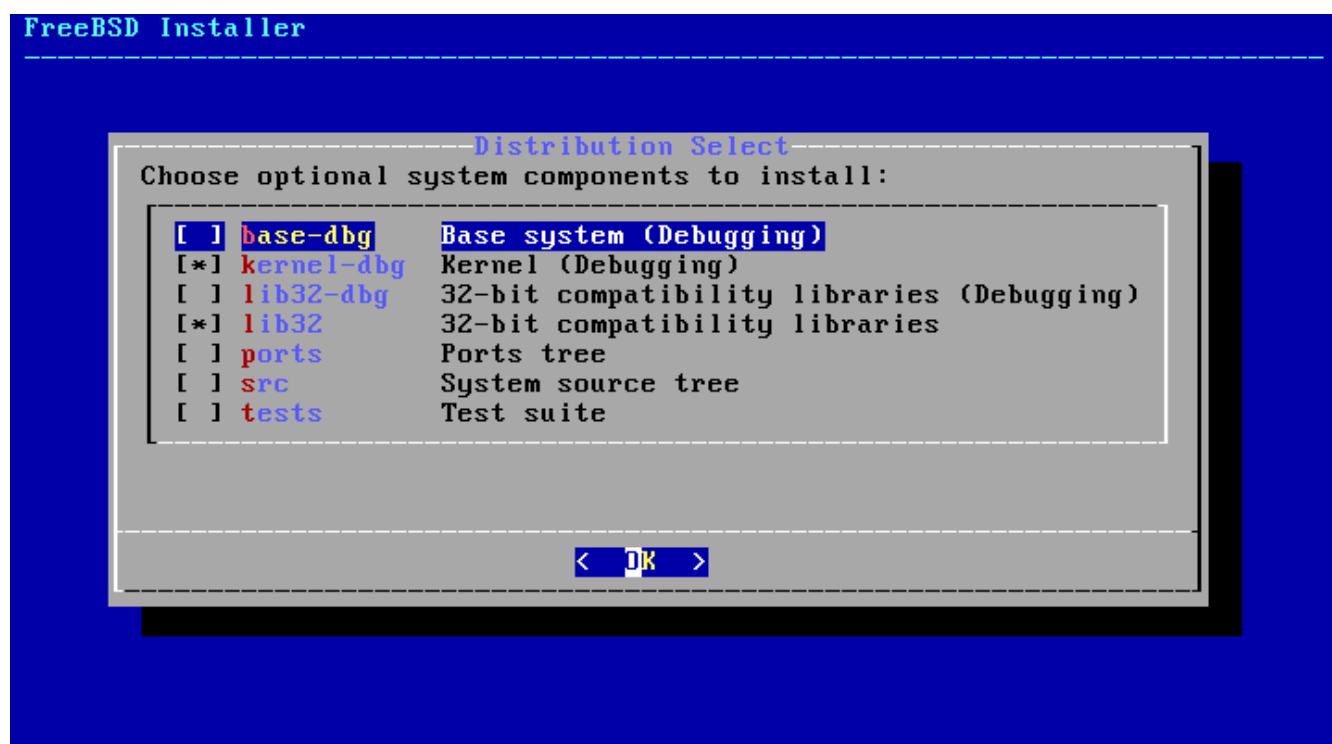 FreeBSD Installer
Distribution Select
Choose optional system components to install:
[ ] base-dbg Base system (Debugging)
[*] kernel-dbg Kernel (Debugging)
[ ] lib32-dbg 32-bit compatibility libraries (Debugging)
[*] lib32 32-bit compatibility libraries
[ ] ports Ports tree
[ ] src System source tree
[ ] tests Test suite
< OK >